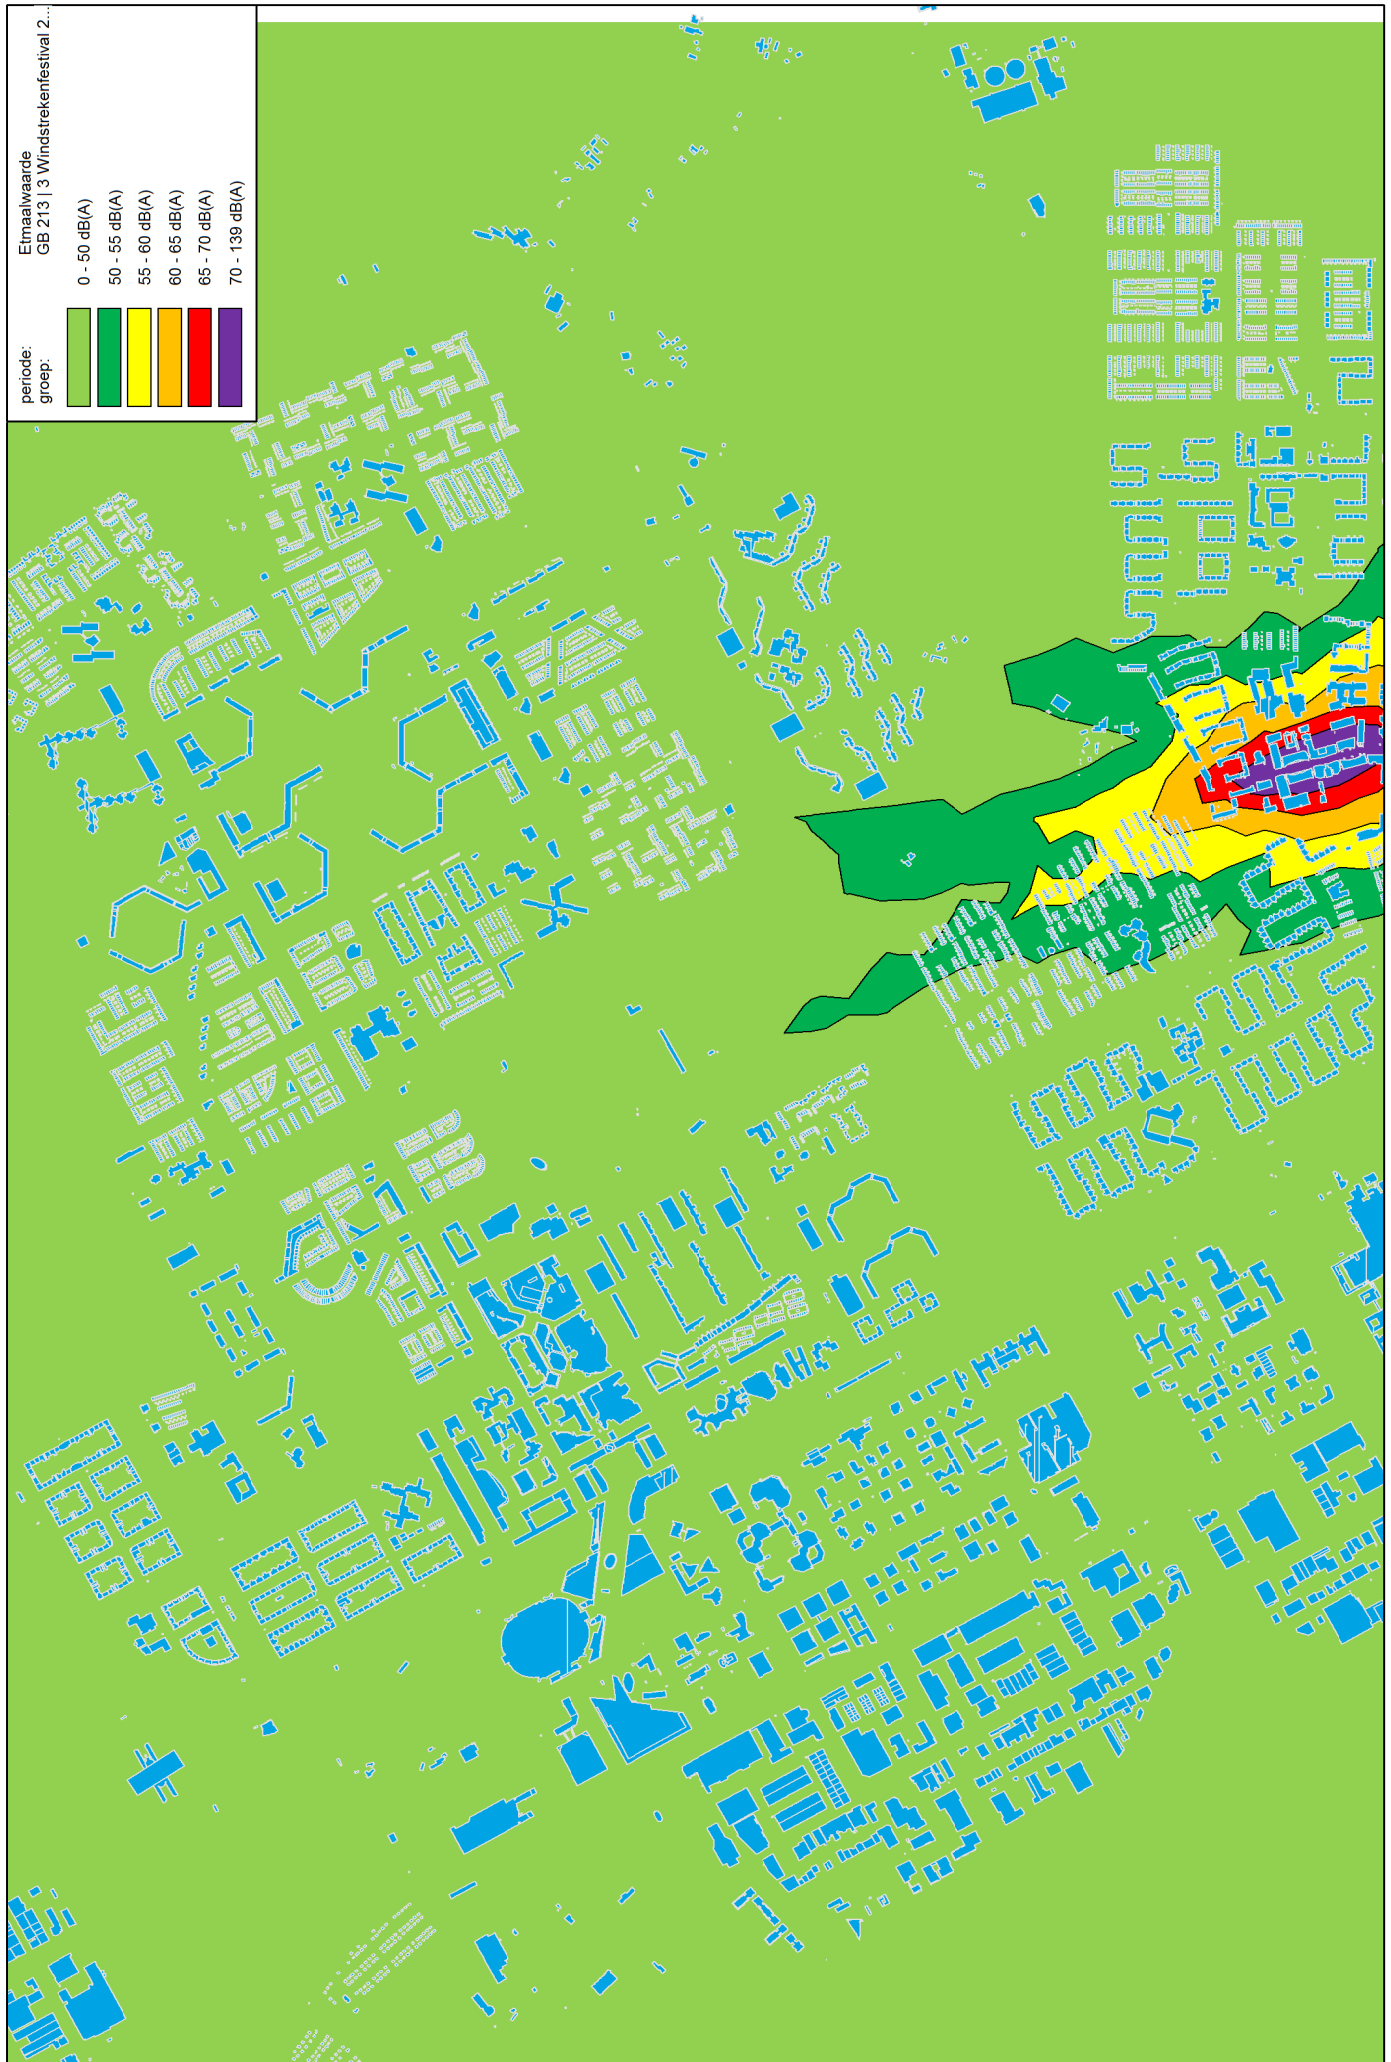 periode: Etmaalwaarde
groep: GB 213 | 3 Windstrekenfestival 2...
0 - 50 dB(A)
50 - 55 dB(A)
55 - 60 dB(A)
60 - 65 dB(A)
65 - 70 dB(A)
70 - 139 dB(A)